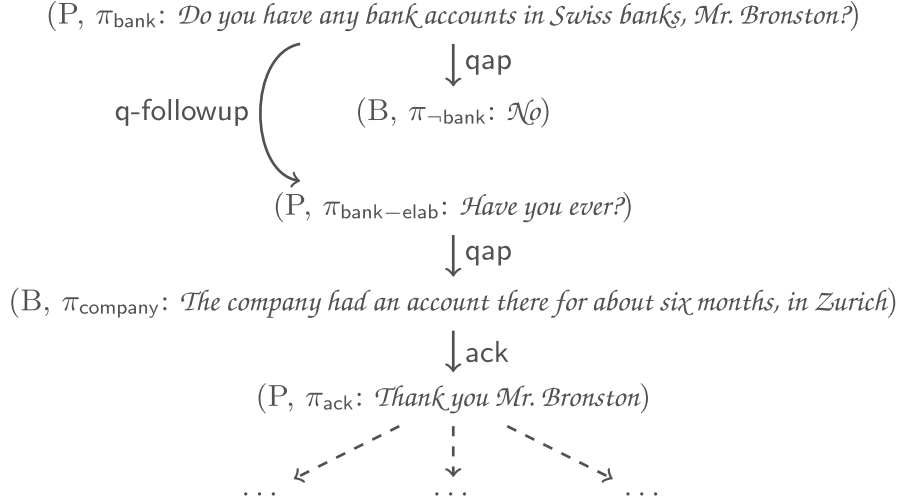 (P, π_bank: Do you have any bank accounts in Swiss banks, Mr. Bronston?)
qap
q-followup
(B, π_¬bank: No)
(P, π_bank−elab: Have you ever?)
qap
(B, π_company: The company had an account there for about six months, in Zurich)
ack
(P, π_ack: Thank you Mr. Bronston)
... ... ...